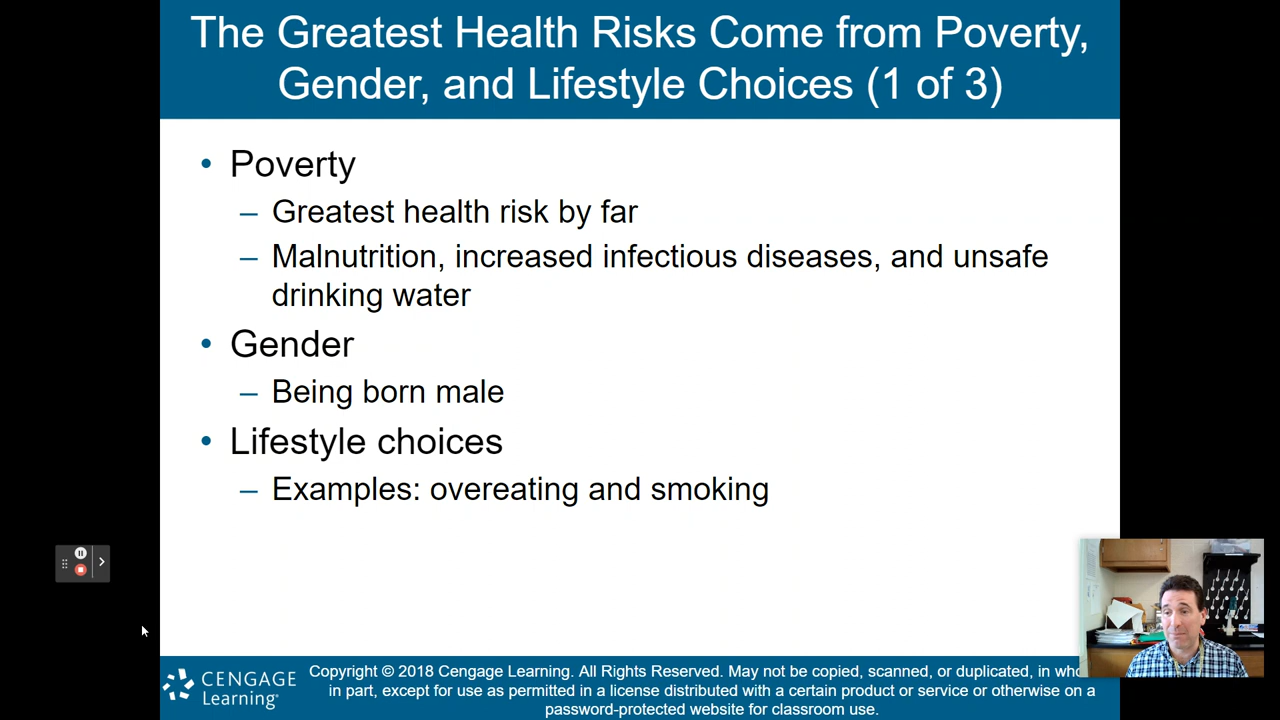 The Greatest Health Risks Come from Poverty,
Gender, and Lifestyle Choices (1 of 3)
• Poverty
– Greatest health risk by far
– Malnutrition, increased infectious diseases, and unsafe
drinking water
• Gender
– Being born male
• Lifestyle choices
– Examples: overeating and smoking
CENGAGE
Learning®
Copyright © 2018 Cengage Learning. All Rights Reserved. May not be copied, scanned, or duplicated, in
in part, except for use as permitted in a license distributed with a certain product or service or otherwise on a
password-protected website for classroom use.